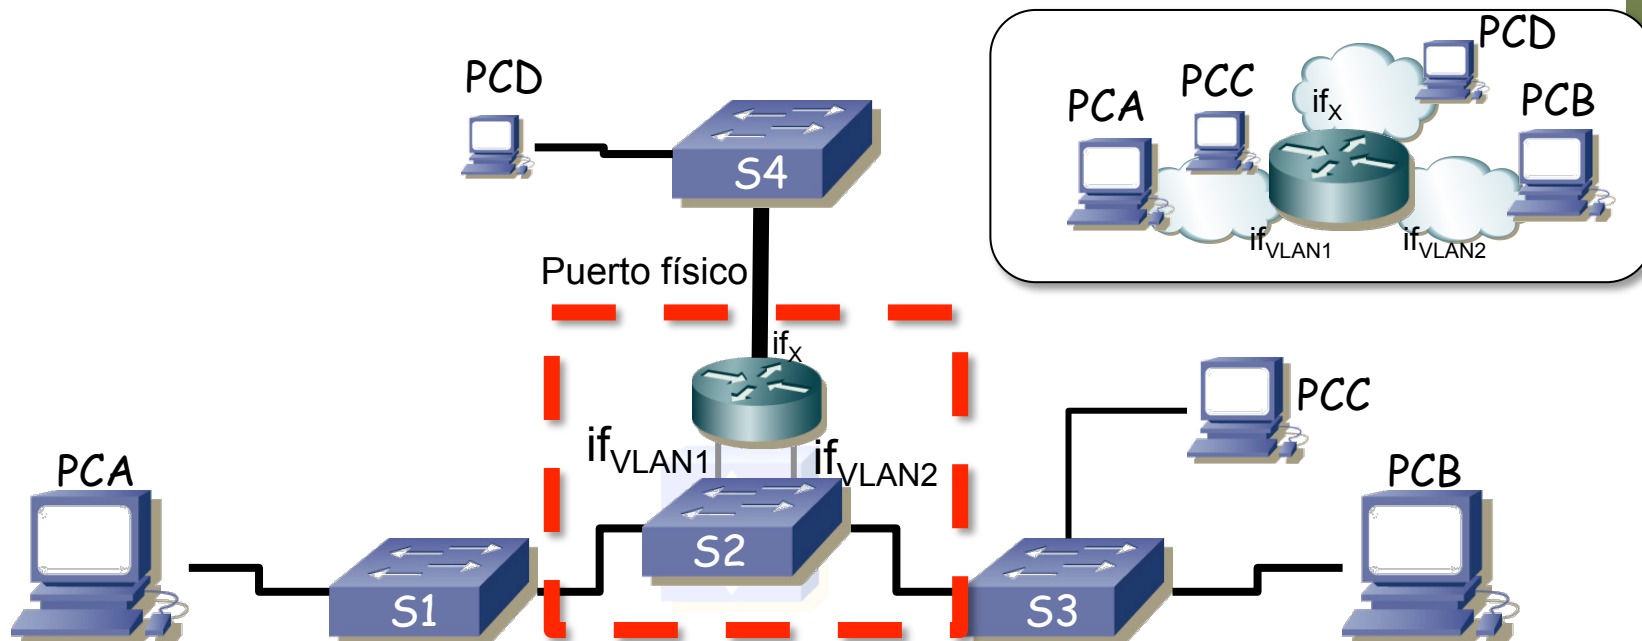 PCD
PCD
PCC
PCA
PCB
if_X
if_VLAN1
if_VLAN2
S4
Puerto físico
if_X
PCC
if_VLAN1
if_VLAN2
PCA
PCB
S2
S1
S3